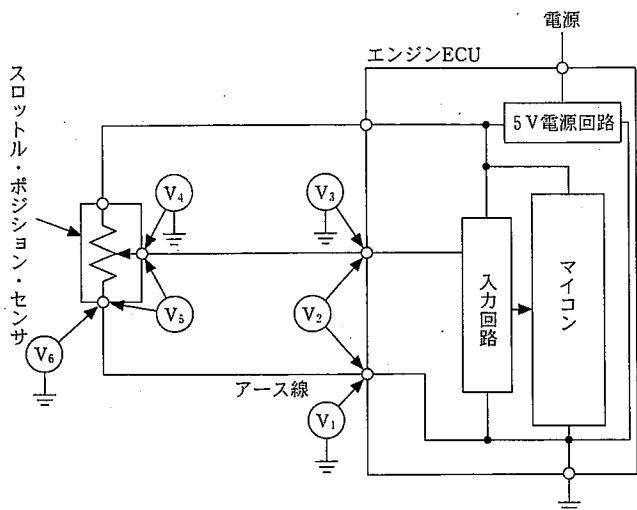 電源
エンジンECU
5V電源回路
スロットル・ポジション・センサ
V4
V3
V5
V2
V6
V1
アース線
入力回路
マイコン